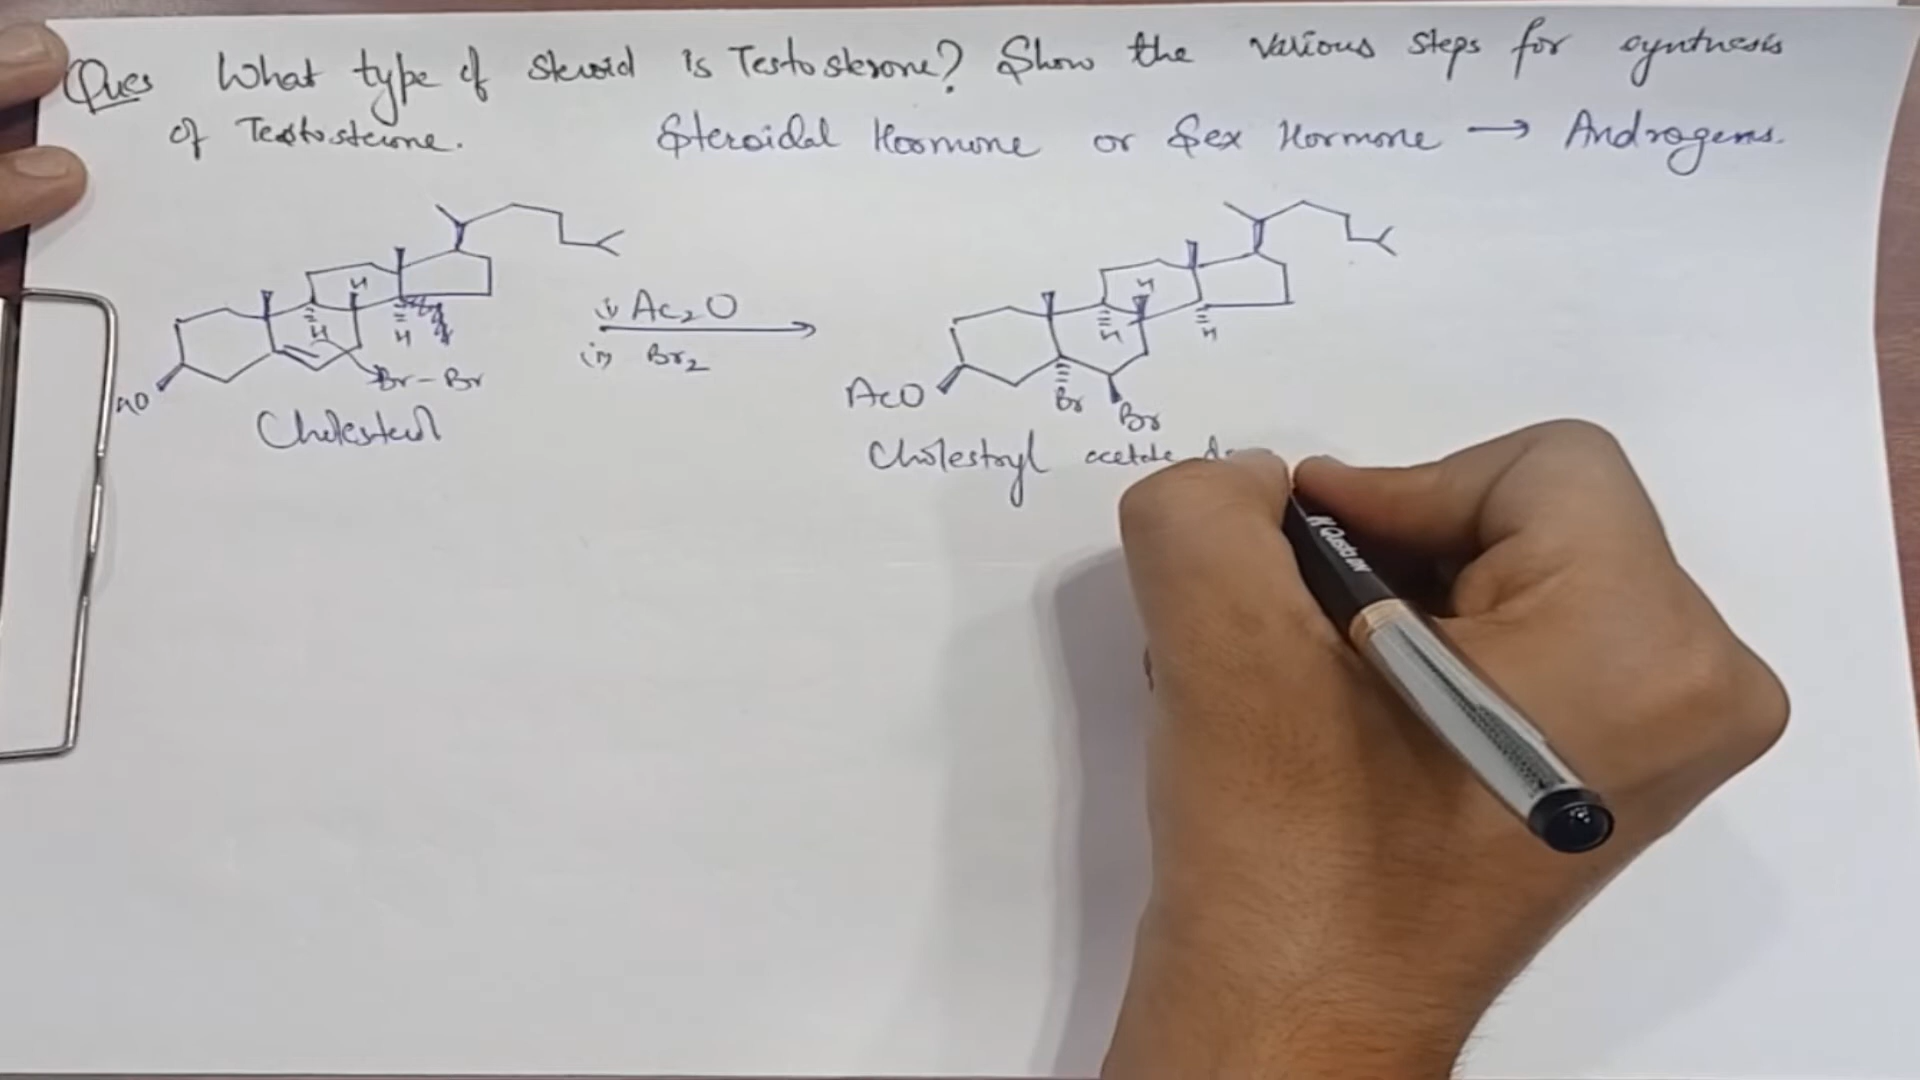 Ques What type of steroid is Testosterone? Show the various steps for synthesis
of Testosterone. Steroidal Hormone or Sex Hormone → Androgens.
H
H
H
HO
Br-Br
Cholesterol
i) Ac₂O
ii) Br₂
H
H
H
AcO
Br
Br
Cholestryl acetate